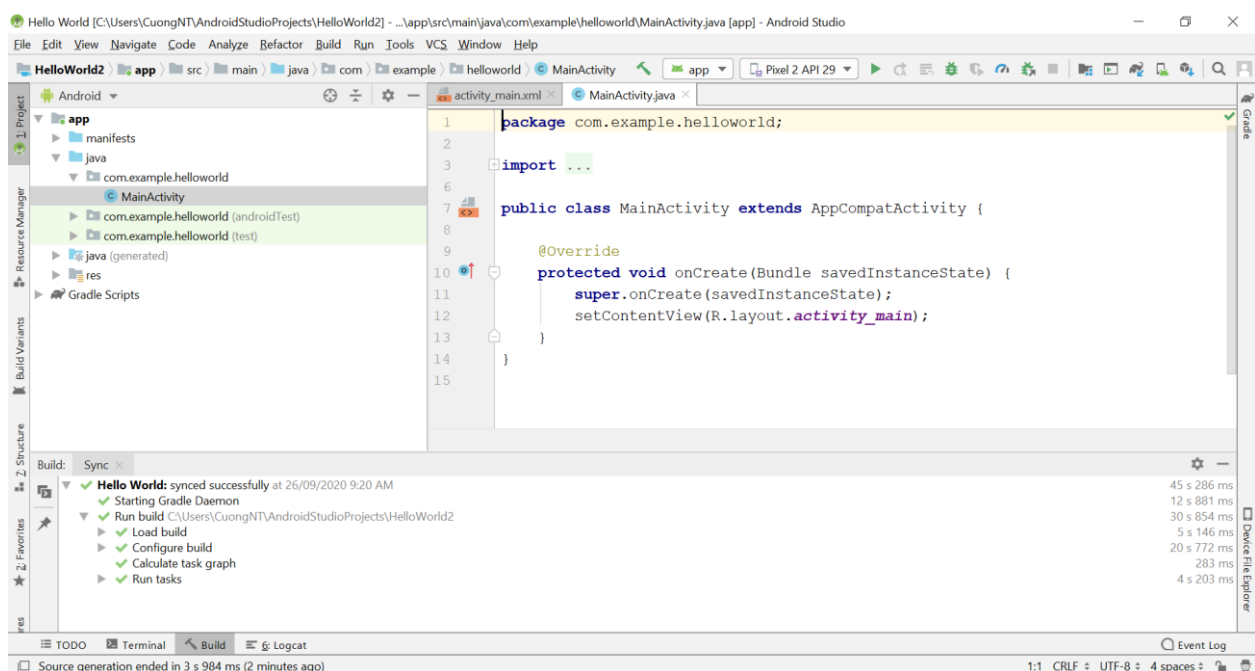 Hello World [C:\Users\CuongNT\AndroidStudioProjects\HelloWorld2] - ...\app\src\main\java\com\example\helloworld\MainActivity.java [app] - Android Studio
File Edit View Navigate Code Analyze Refactor Build Run Tools VCS Window Help
HelloWorld2 app src main java com example helloworld MainActivity app Pixel 2 API 29
1: Project
Resource Manager
Build Variants
Z: Structure
2: Favorites
Android
app
manifests
java
com.example.helloworld
MainActivity
com.example.helloworld (androidTest)
com.example.helloworld (test)
java (generated)
res
Gradle Scripts
activity_main.xml MainActivity.java
1 package com.example.helloworld;
2
3 import ...
6
7 public class MainActivity extends AppCompatActivity {
8
9 @Override
10 protected void onCreate(Bundle savedInstanceState) {
11 super.onCreate(savedInstanceState);
12 setContentView(R.layout.activity_main);
13 }
14 }
15
Gradle
Device File Explorer
Build: Sync
Hello World: synced successfully at 26/09/2020 9:20 AM 45 s 286 ms
Starting Gradle Daemon 12 s 881 ms
Run build C:\Users\CuongNT\AndroidStudioProjects\HelloWorld2 30 s 854 ms
Load build 5 s 146 ms
Configure build 20 s 772 ms
Calculate task graph 283 ms
Run tasks 4 s 203 ms
TODO Terminal Build 6: Logcat Event Log
Source generation ended in 3 s 984 ms (2 minutes ago) 1:1 CRLF UTF-8 4 spaces